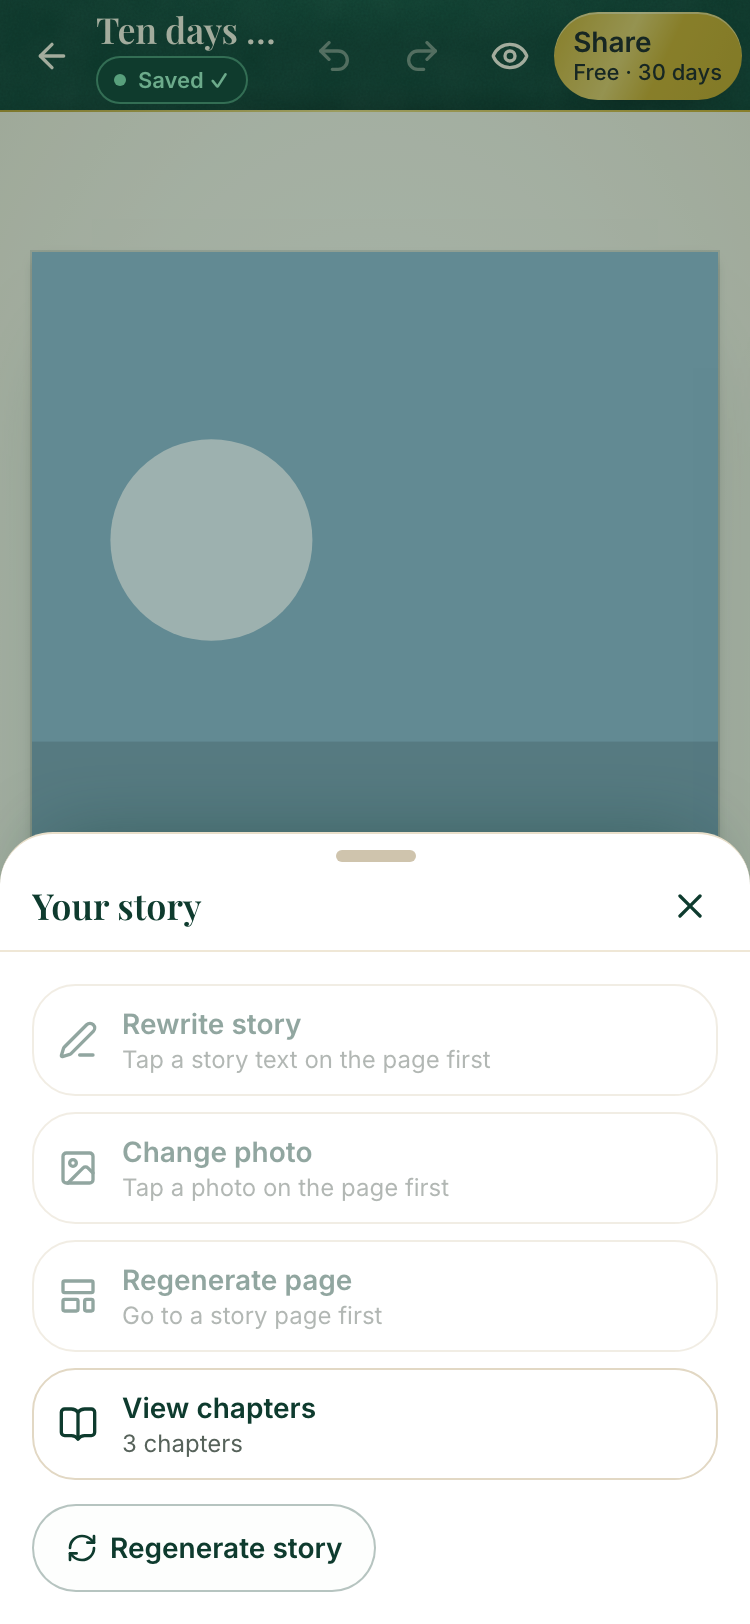 Ten days ...
Saved ✓
Share
Free · 30 days
Your story
Rewrite story
Tap a story text on the page first
Change photo
Tap a photo on the page first
Regenerate page
Go to a story page first
View chapters
3 chapters
Regenerate story